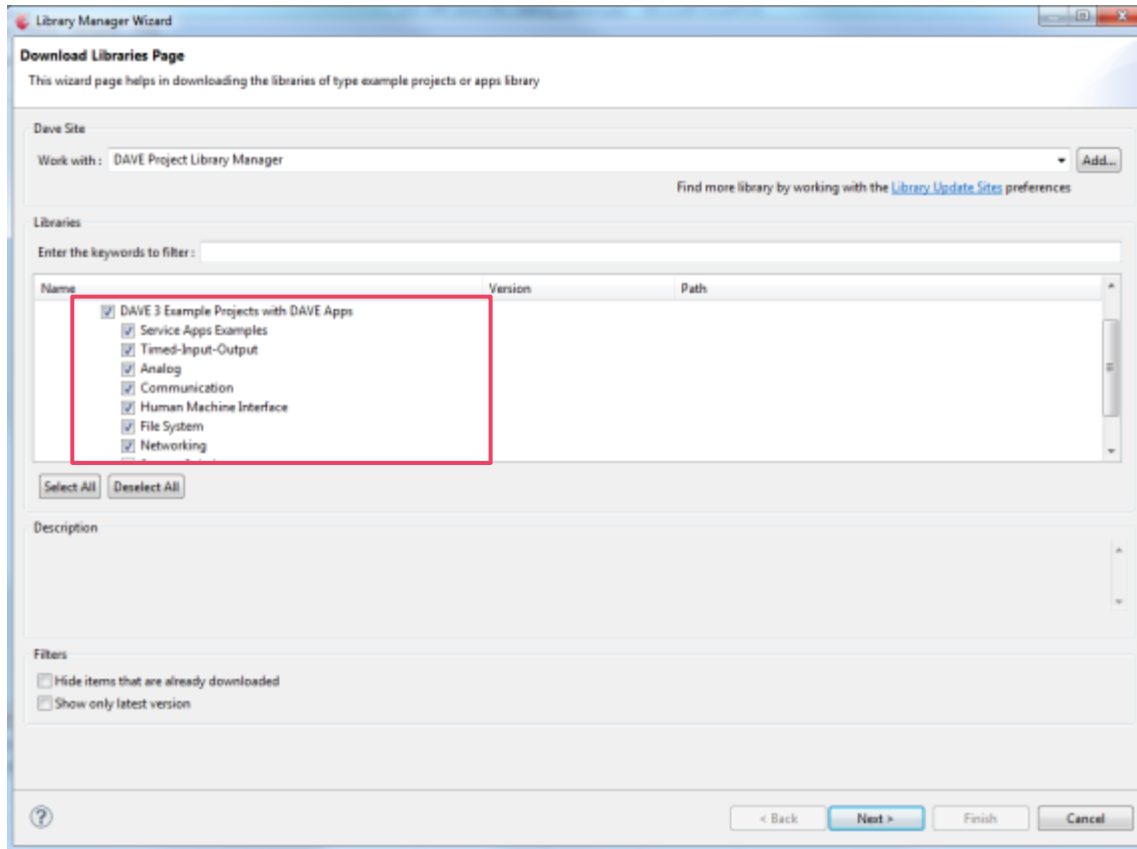 Library Manager Wizard
Download Libraries Page
This wizard page helps in downloading the libraries of type example projects or apps library
Dave Site
Work with : DAVE Project Library Manager
Add...
Find more library by working with the Library Update Sites preferences
Libraries
Enter the keywords to filter :
Name Version Path
DAVE 3 Example Projects with DAVE Apps
Service Apps Examples
Timed-Input-Output
Analog
Communication
Human Machine Interface
File System
Networking
Select All Deselect All
Description
Filters
Hide items that are already downloaded
Show only latest version
< Back Next > Finish Cancel